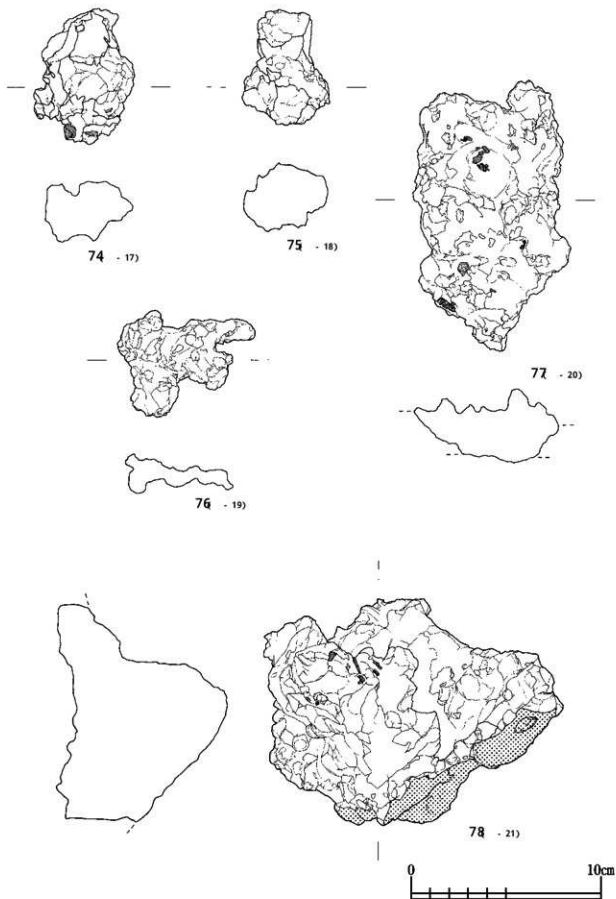 74( - 17)
75( - 18)
77( - 20)
76( - 19)
78( - 21)
0 10cm